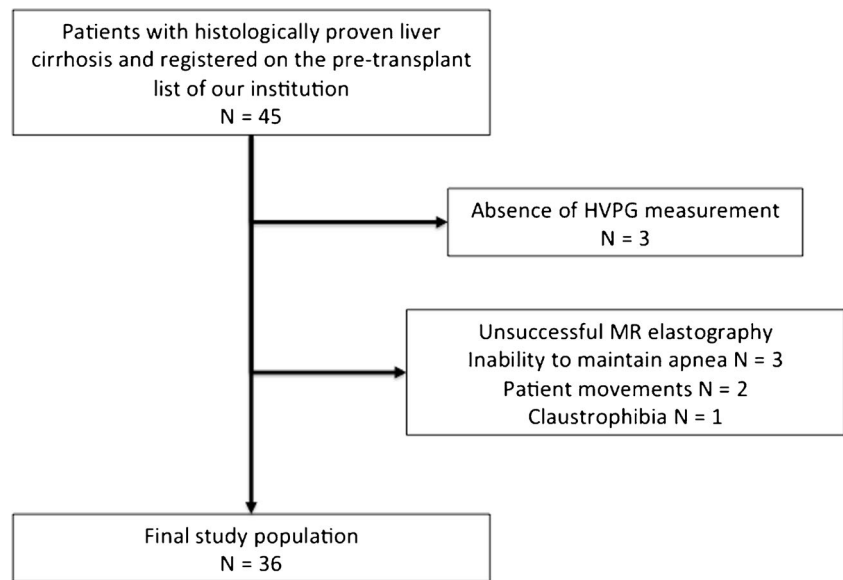 Patients with histologically proven liver
cirrhosis and registered on the pre-transplant
list of our institution
N = 45
Absence of HVPG measurement
N = 3
Unsuccessful MR elastography
Inability to maintain apnea N = 3
Patient movements N = 2
Claustrophibia N = 1
Final study population
N = 36